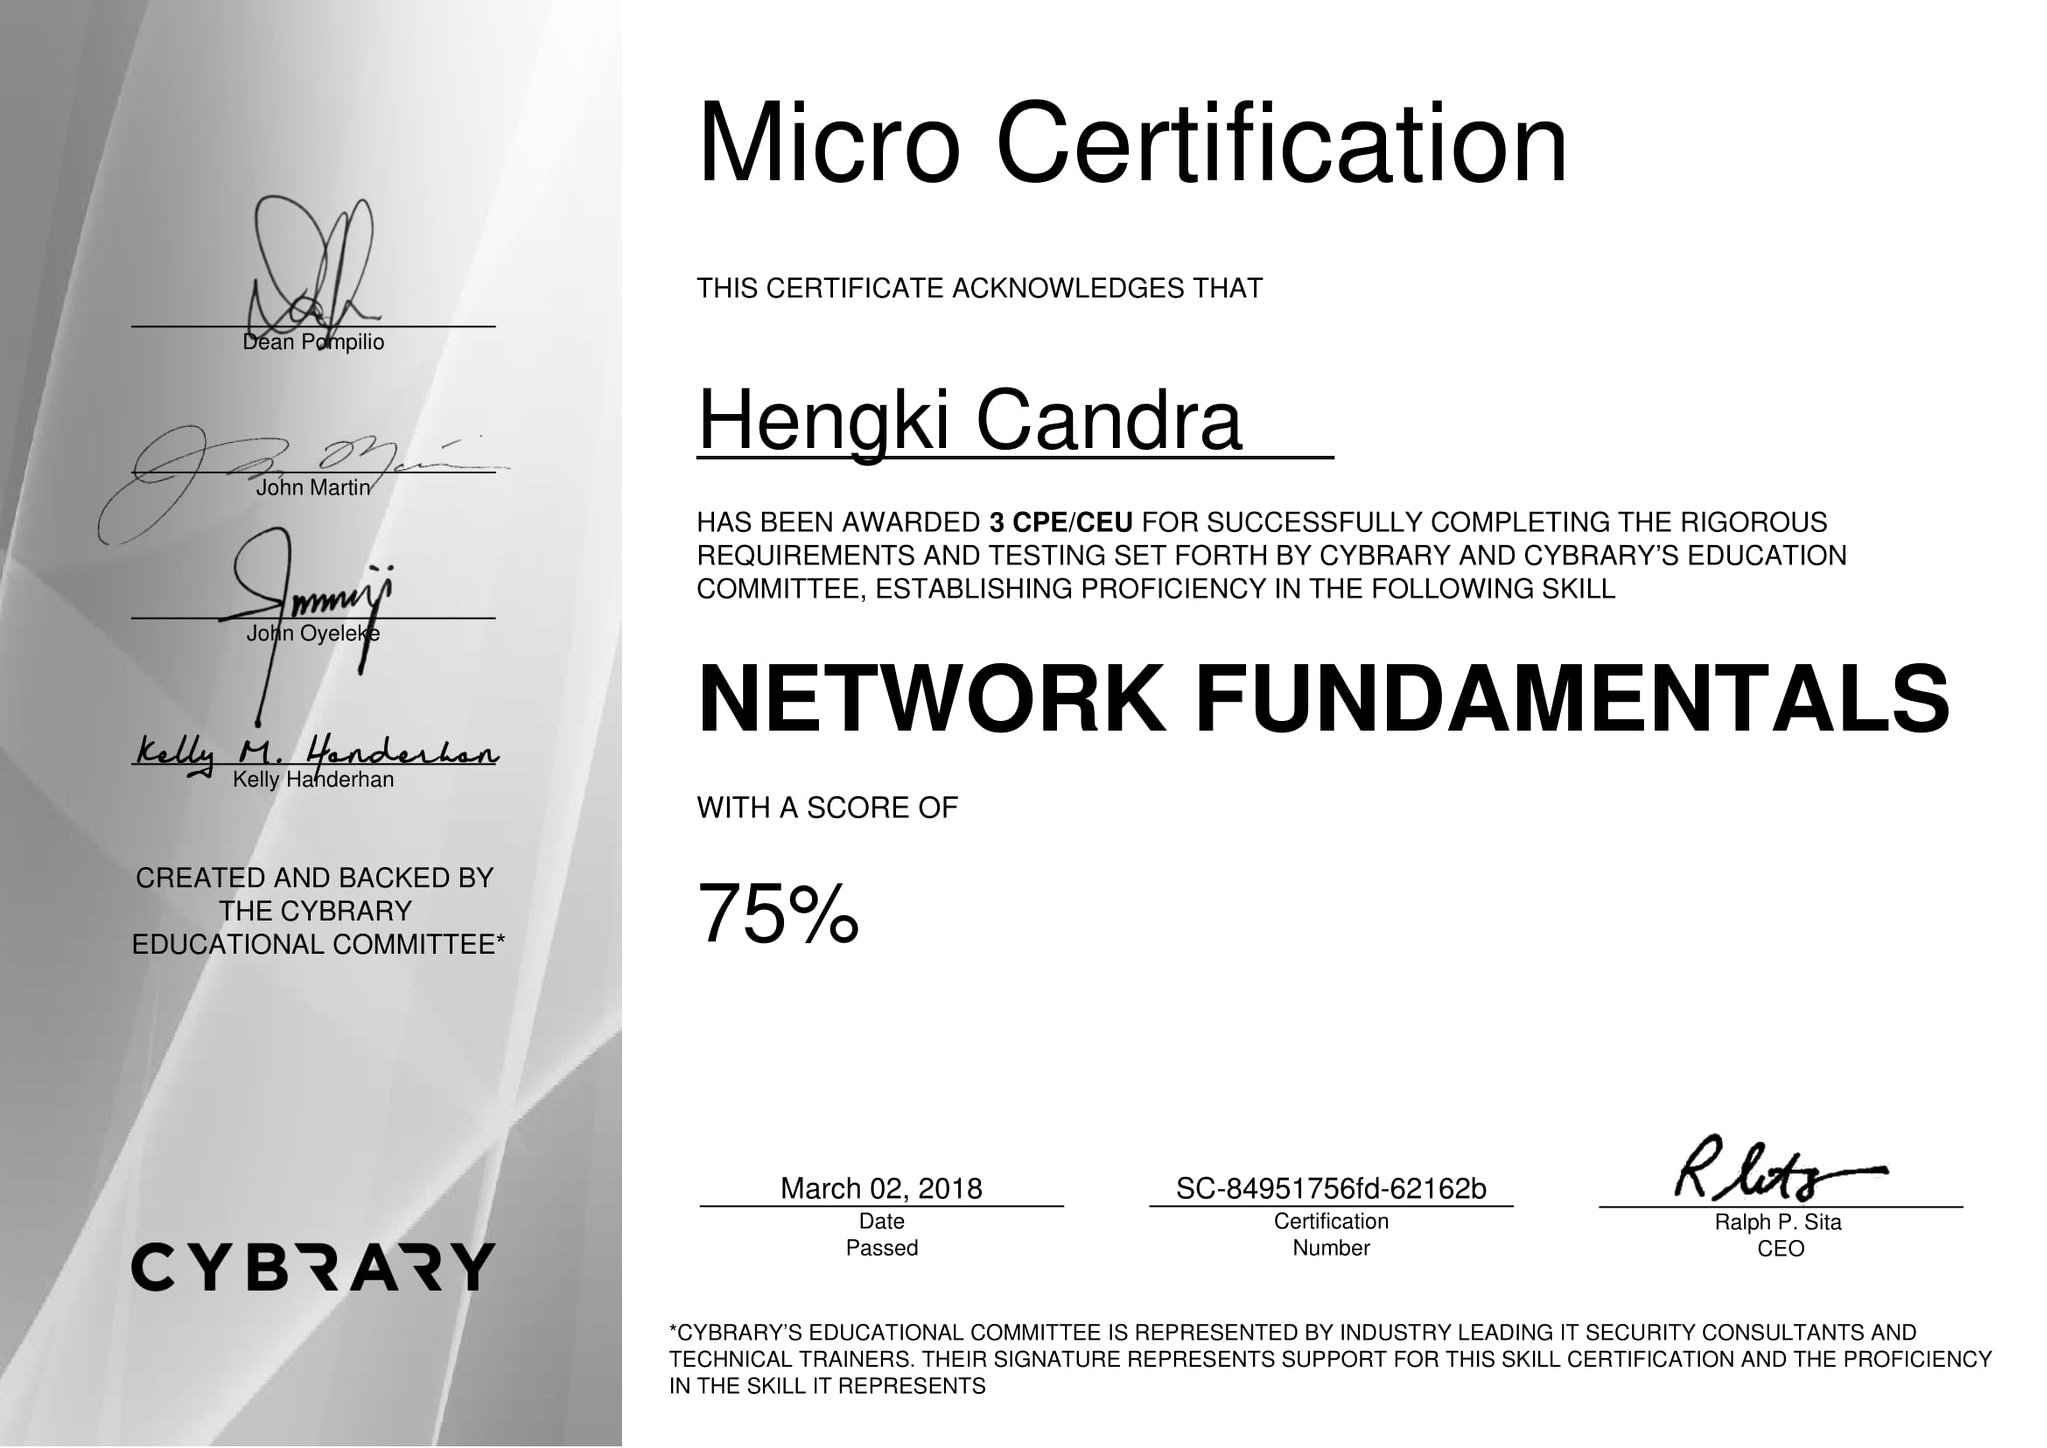 Dean Pompilio
John Martin
John Oyeleke
Kelly M. Handerhan
Kelly Handerhan
CREATED AND BACKED BY
THE CYBRARY
EDUCATIONAL COMMITTEE*
CYBRARY
Micro Certification
THIS CERTIFICATE ACKNOWLEDGES THAT
Hengki Candra
HAS BEEN AWARDED 3 CPE/CEU FOR SUCCESSFULLY COMPLETING THE RIGOROUS
REQUIREMENTS AND TESTING SET FORTH BY CYBRARY AND CYBRARY’S EDUCATION
COMMITTEE, ESTABLISHING PROFICIENCY IN THE FOLLOWING SKILL
NETWORK FUNDAMENTALS
WITH A SCORE OF
75%
March 02, 2018
Date
Passed
SC-84951756fd-62162b
Certification
Number
Ralph P. Sita
CEO
*CYBRARY’S EDUCATIONAL COMMITTEE IS REPRESENTED BY INDUSTRY LEADING IT SECURITY CONSULTANTS AND
TECHNICAL TRAINERS. THEIR SIGNATURE REPRESENTS SUPPORT FOR THIS SKILL CERTIFICATION AND THE PROFICIENCY
IN THE SKILL IT REPRESENTS